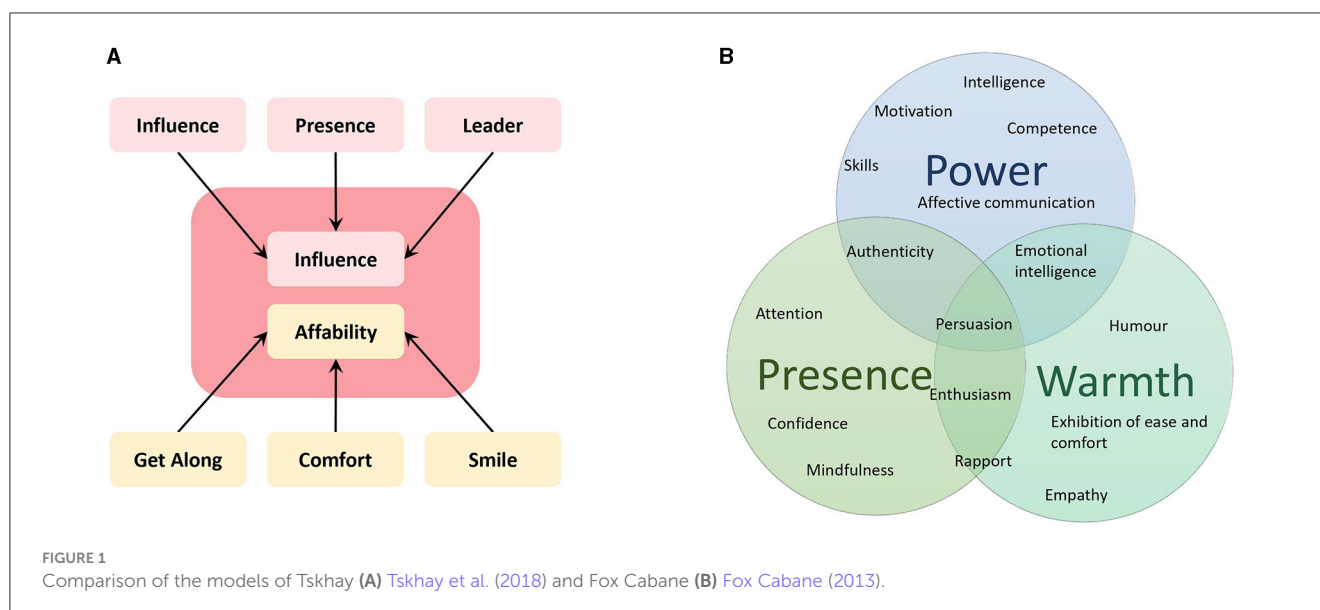 A
Influence
Presence
Leader
Influence
Affability
Get Along
Comfort
Smile
B
Intelligence
Motivation
Competence
Skills
Power
Affective communication
Authenticity
Emotional
intelligence
Attention
Persuasion
Humour
Presence
Warmth
Enthusiasm
Confidence
Exhibition of ease and
comfort
Mindfulness
Rapport
Empathy
FIGURE 1
Comparison of the models of Tskhay (A) Tskhay et al. (2018) and Fox Cabane (B) Fox Cabane (2013).